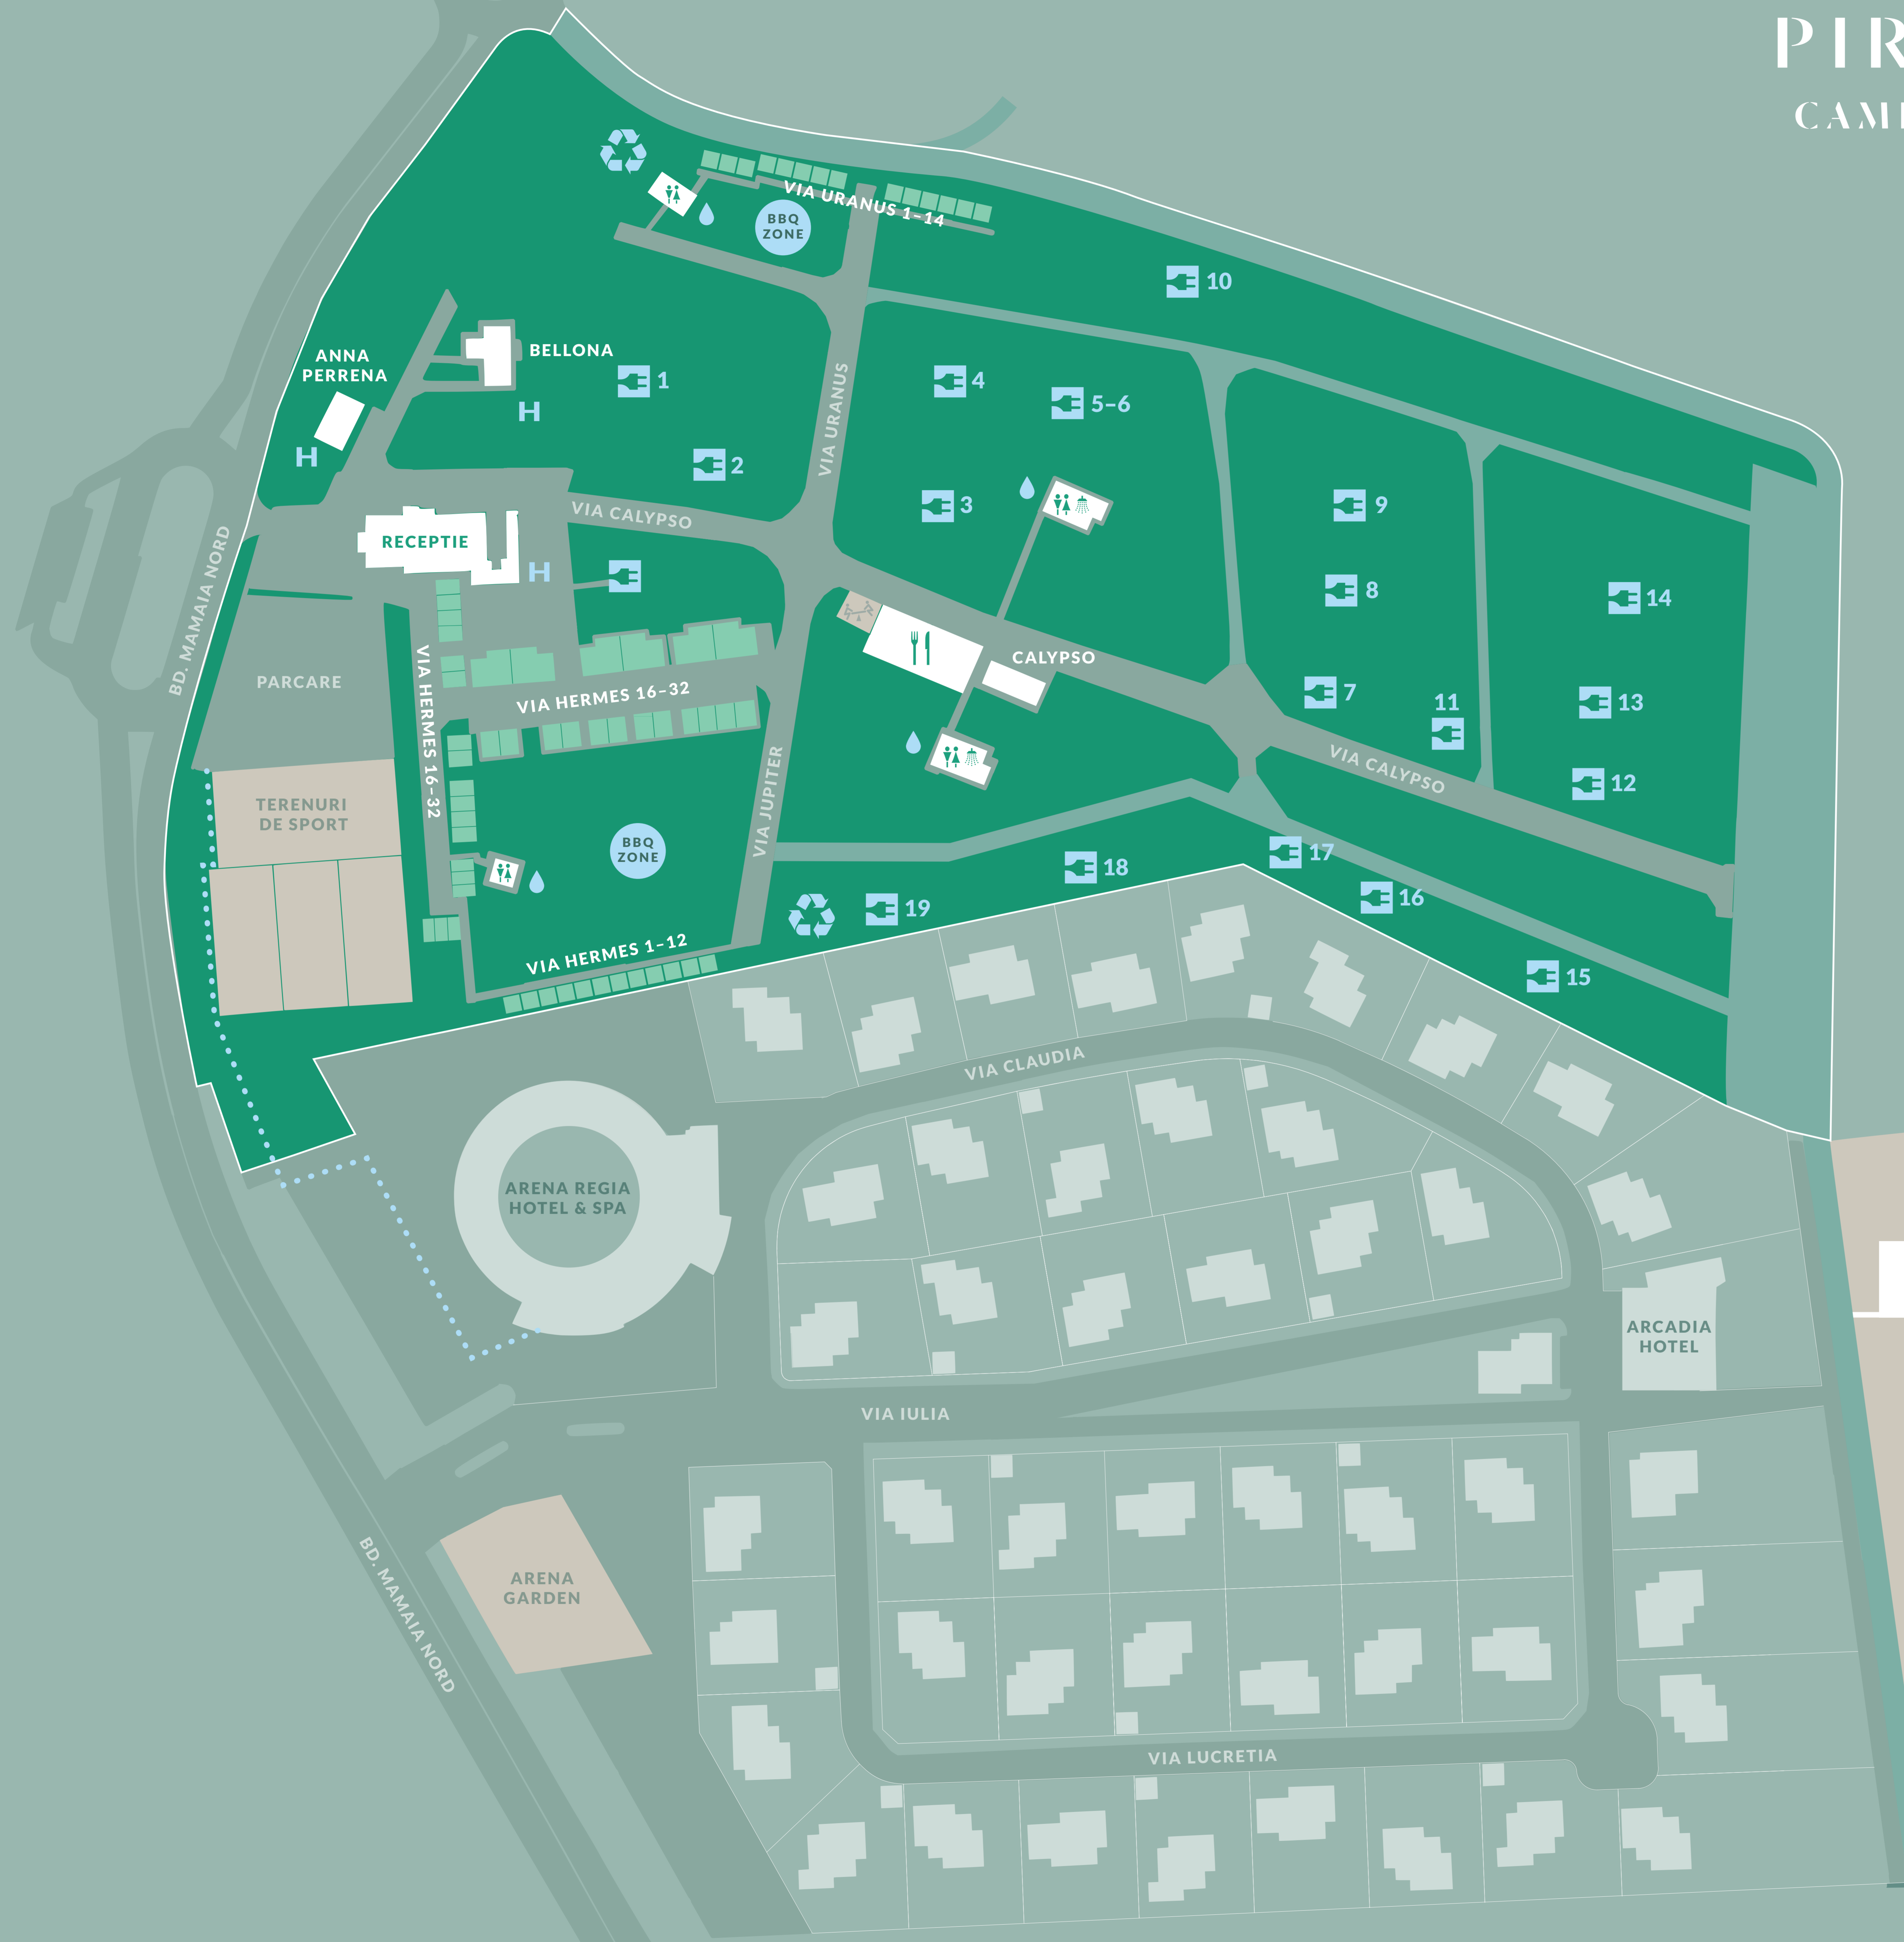 PIR
CAM
VIA URANUS 1–14
BBQ
ZONE
10
ANNA
PERRENA
BELLONA
1
H
H
2
VIA URANUS
4
5–6
3
9
VIA CALYPSO
RECEPTIE
H
8
14
BD. MAMAIA NORD
PARCARE
VIA HERMES 16–32
VIA HERMES 16–32
CALYPSO
7
11
13
12
VIA CALYPSO
VIA JUPITER
TERENURI
DE SPORT
BBQ
ZONE
17
18
16
19
15
VIA HERMES 1–12
VIA CLAUDIA
ARENA REGIA
HOTEL & SPA
ARCADIA
HOTEL
VIA IULIA
ARENA
GARDEN
BD. MAMAIA NORD
VIA LUCRETIA